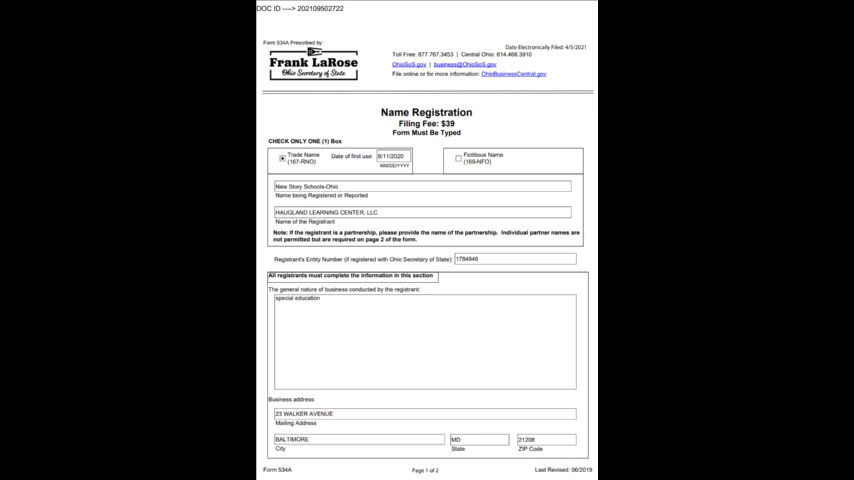 DOC ID ----> 202109502722
Form 534A Prescribed by:
Date Electronically Filed: 4/5/2021
Frank LaRose
Ohio Secretary of State
Toll Free: 877.767.3453 | Central Ohio: 614.466.3910
OhioSoS.gov | business@OhioSoS.gov
File online or for more information: OhioBusinessCentral.gov
Name Registration
Filing Fee: $39
Form Must Be Typed
CHECK ONLY ONE (1) Box
Trade Name
(167-RNO)
Date of first use: 8/11/2020
MM/DD/YYYY
Fictitious Name
(169-NFO)
New Story Schools-Ohio
Name being Registered or Reported
HAUGLAND LEARNING CENTER, LLC
Name of the Registrant
Note: If the registrant is a partnership, please provide the name of the partnership. Individual partner names are
not permitted but are required on page 2 of the form.
Registrant's Entity Number (if registered with Ohio Secretary of State): 1784946
All registrants must complete the information in this section
The general nature of business conducted by the registrant:
special education
Business address:
23 WALKER AVENUE
Mailing Address
BALTIMORE MD 21208
City State ZIP Code
Form 534A Page 1 of 2 Last Revised: 06/2019